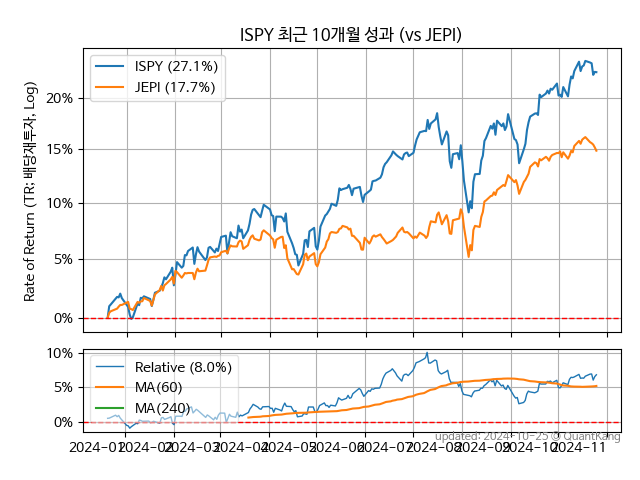 ISPY 최근 10개월 성과 (vs JEPI)
ISPY (27.1%)
JEPI (17.7%)
Rate of Return (TR: 배당재투자, Log)
20%
15%
10%
5%
0%
Relative (8.0%)
MA(60)
MA(240)
10%
5%
0%
updated: 2024-10-25 © QuantKang
2024-01 2024-02 2024-03 2024-04 2024-05 2024-06 2024-07 2024-08 2024-09 2024-10 2024-11